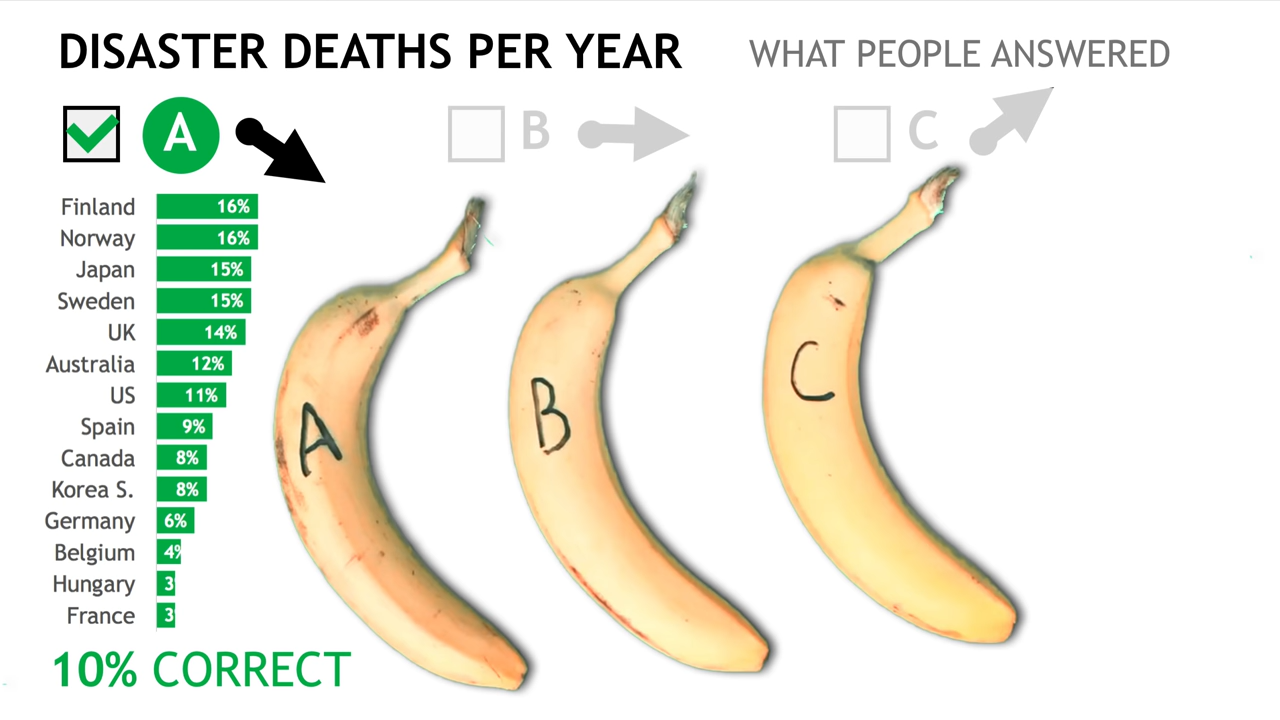 DISASTER DEATHS PER YEAR
WHAT PEOPLE ANSWERED
A
B
C
Finland 16%
Norway 16%
Japan 15%
Sweden 15%
UK 14%
Australia 12%
US 11%
Spain 9%
Canada 8%
Korea S. 8%
Germany 6%
Belgium 4%
Hungary 3
France 3
10% CORRECT
A
B
C